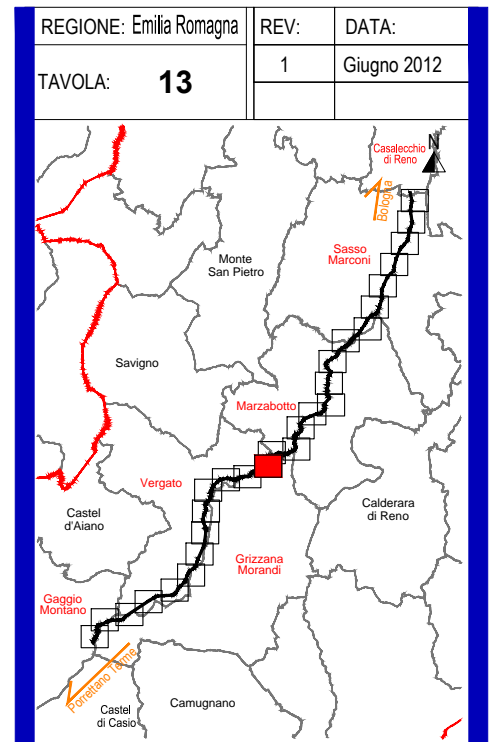 REGIONE: Emilia Romagna
REV:
DATA:
TAVOLA: 13
1
Giugno 2012
Casalecchio
di Reno
N
Bologna
Sasso
Marconi
Monte
San Pietro
Savigno
Marzabotto
Vergato
Castel
d'Aiano
Calderara
di Reno
Grizzana
Morandi
Gaggio
Montano
Porrettano Terme
Castel
di Casio
Camugnano